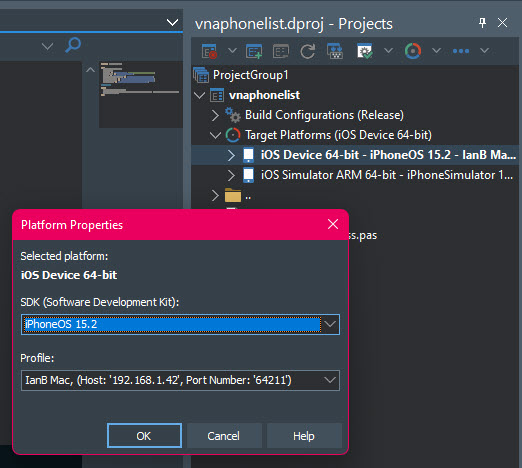 vnaphonelist.dproj - Projects
ProjectGroup1
vnaphonelist
Build Configurations (Release)
Target Platforms (iOS Device 64-bit)
iOS Device 64-bit - iPhoneOS 15.2 - IanB Ma...
iOS Simulator ARM 64-bit - iPhoneSimulator 1...
..
ss.pas
Platform Properties
Selected platform:
iOS Device 64-bit
SDK (Software Development Kit):
iPhoneOS 15.2
Profile:
IanB Mac, (Host: '192.168.1.42', Port Number: '64211')
OK
Cancel
Help